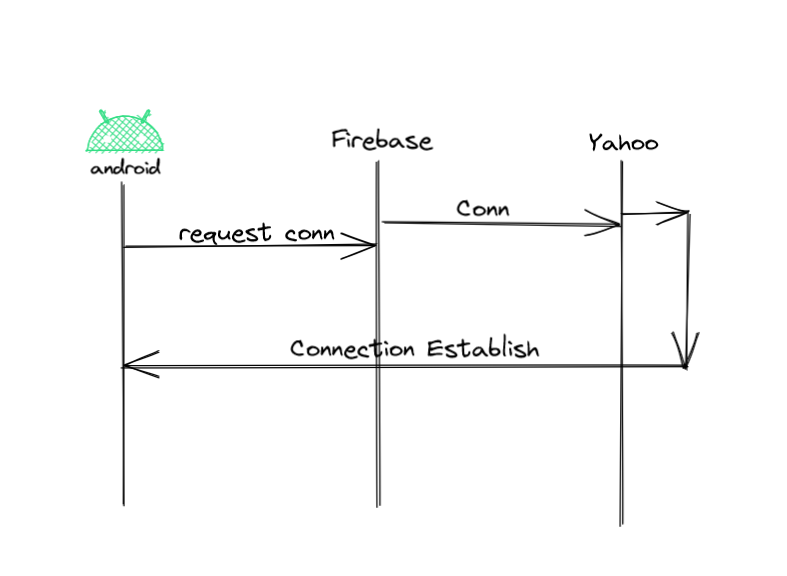 Firebase
Yahoo
android
Conn
request conn
Connection Establish